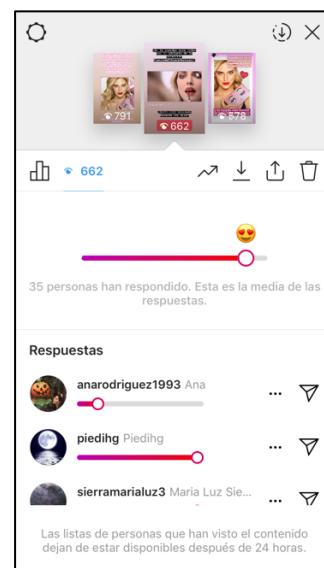 791
662
578
662
35 personas han respondido. Esta es la media de las
respuestas.
Respuestas
anarodriguez1993 Ana
piedihg Piedihg
sierramarialuz3 Maria Luz Sie...
Las listas de personas que han visto el contenido
dejan de estar disponibles después de 24 horas.